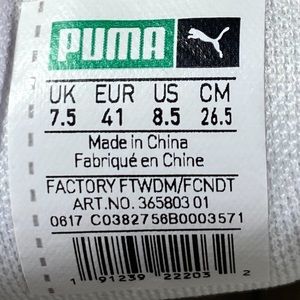 PUMA
UK EUR US CM
7.5 41 8.5 26.5
Made in China
Fabriqué en Chine
FACTORY FTWDM/FCNDT
ART.NO. 365803 01
0617 C0382756B0003571
1 91239 22203 2